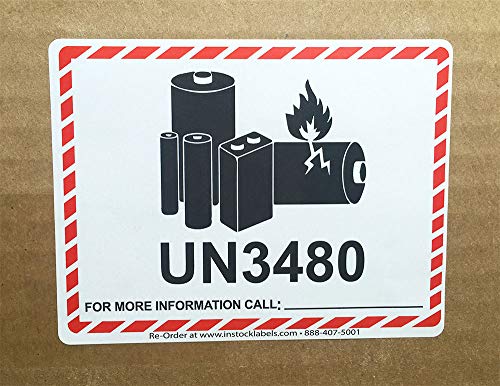 UN3480
FOR MORE INFORMATION CALL:
Re-Order at www.instocklabels.com • 888-407-5001